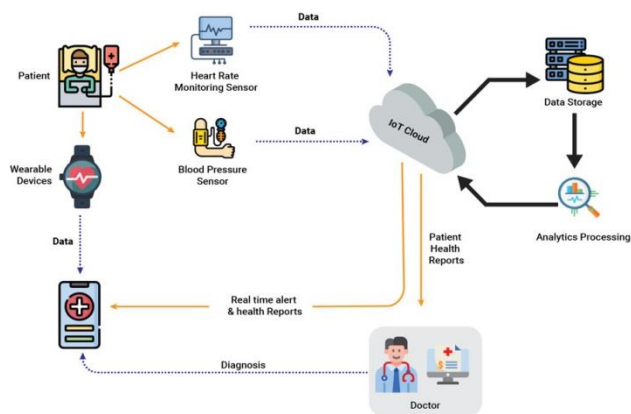 Data
Patient
Heart Rate
Monitoring Sensor
IoT Cloud
Data Storage
Data
Wearable
Devices
Blood Pressure
Sensor
Analytics Processing
Data
Patient
Health
Reports
Real time alert
& health Reports
Diagnosis
Doctor